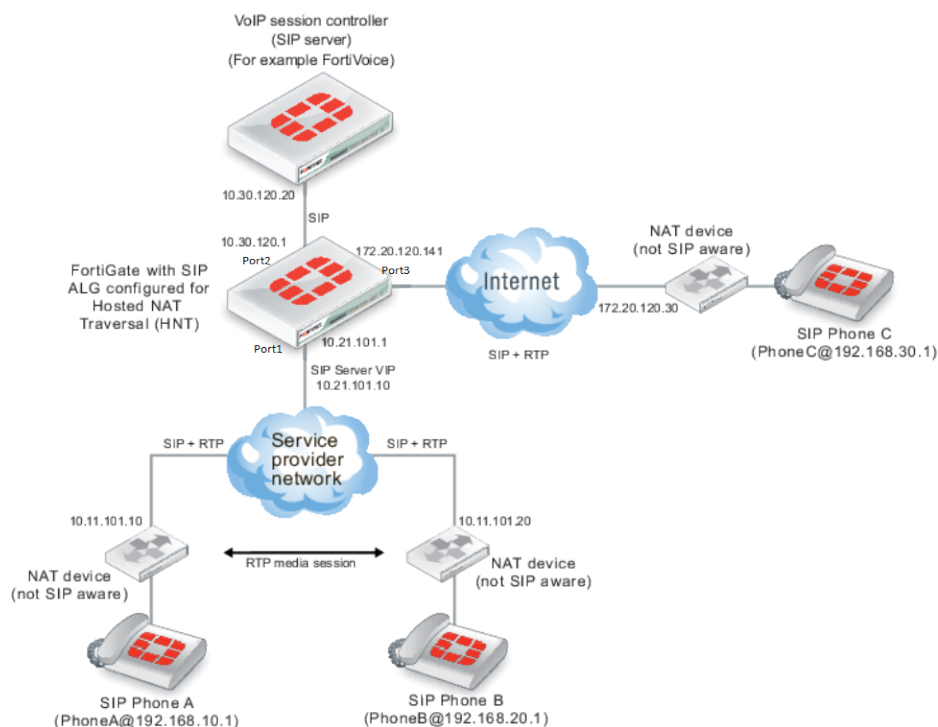 VoIP session controller
(SIP server)
(For example FortiVoice)
10.30.120.20
SIP
10.30.120.1
Port2
172.20.120.141
Port3
FortiGate with SIP
ALG configured for
Hosted NAT
Traversal (HNT)
Port1
10.21.101.1
SIP Server VIP
10.21.101.10
Internet
SIP + RTP
NAT device
(not SIP aware)
172.20.120.30
SIP Phone C
(PhoneC@192.168.30.1)
Service
provider
network
SIP + RTP
SIP + RTP
10.11.101.10
10.11.101.20
RTP media session
NAT device
(not SIP aware)
NAT device
(not SIP aware)
SIP Phone A
(PhoneA@192.168.10.1)
SIP Phone B
(PhoneB@192.168.20.1)